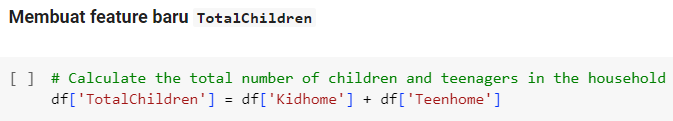 Membuat feature baru TotalChildren
[ ] # Calculate the total number of children and teenagers in the household
df['TotalChildren'] = df['Kidhome'] + df['Teenhome']